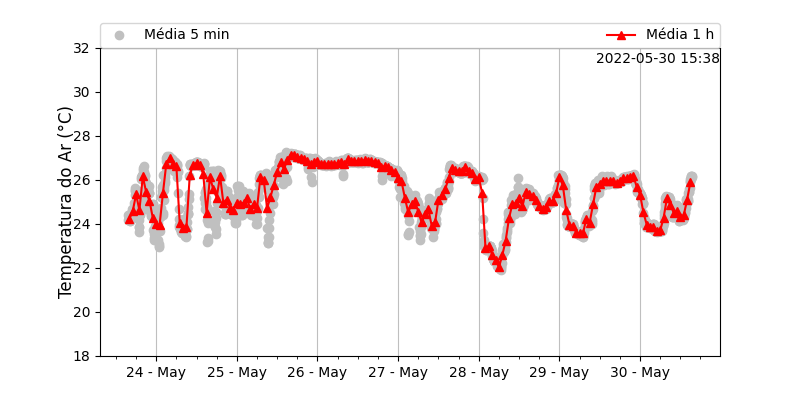 Média 5 min
Média 1 h
2022-05-30 15:38
Temperatura do Ar (°C)
32
30
28
26
24
22
20
18
24 - May
25 - May
26 - May
27 - May
28 - May
29 - May
30 - May